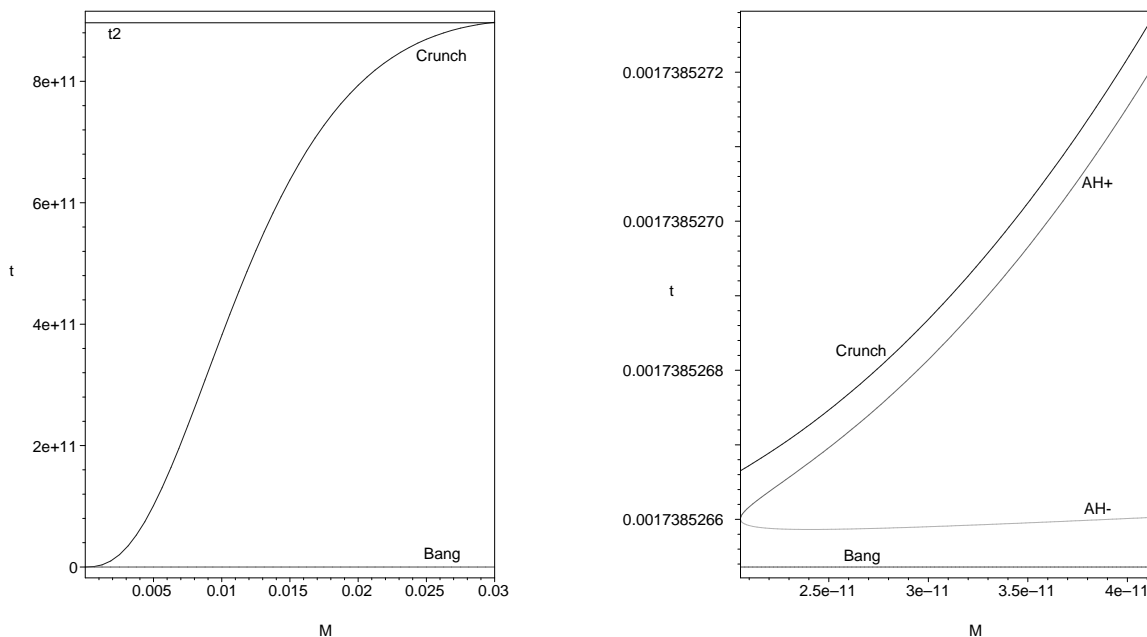 t2
Crunch
8e+11
6e+11
t
4e+11
2e+11
Bang
0
0.005 0.01 0.015 0.02 0.025 0.03
M
0.0017385272
AH+
0.0017385270
t
Crunch
0.0017385268
0.0017385266
AH-
Bang
2.5e–11 3e–11 3.5e–11 4e–11
M